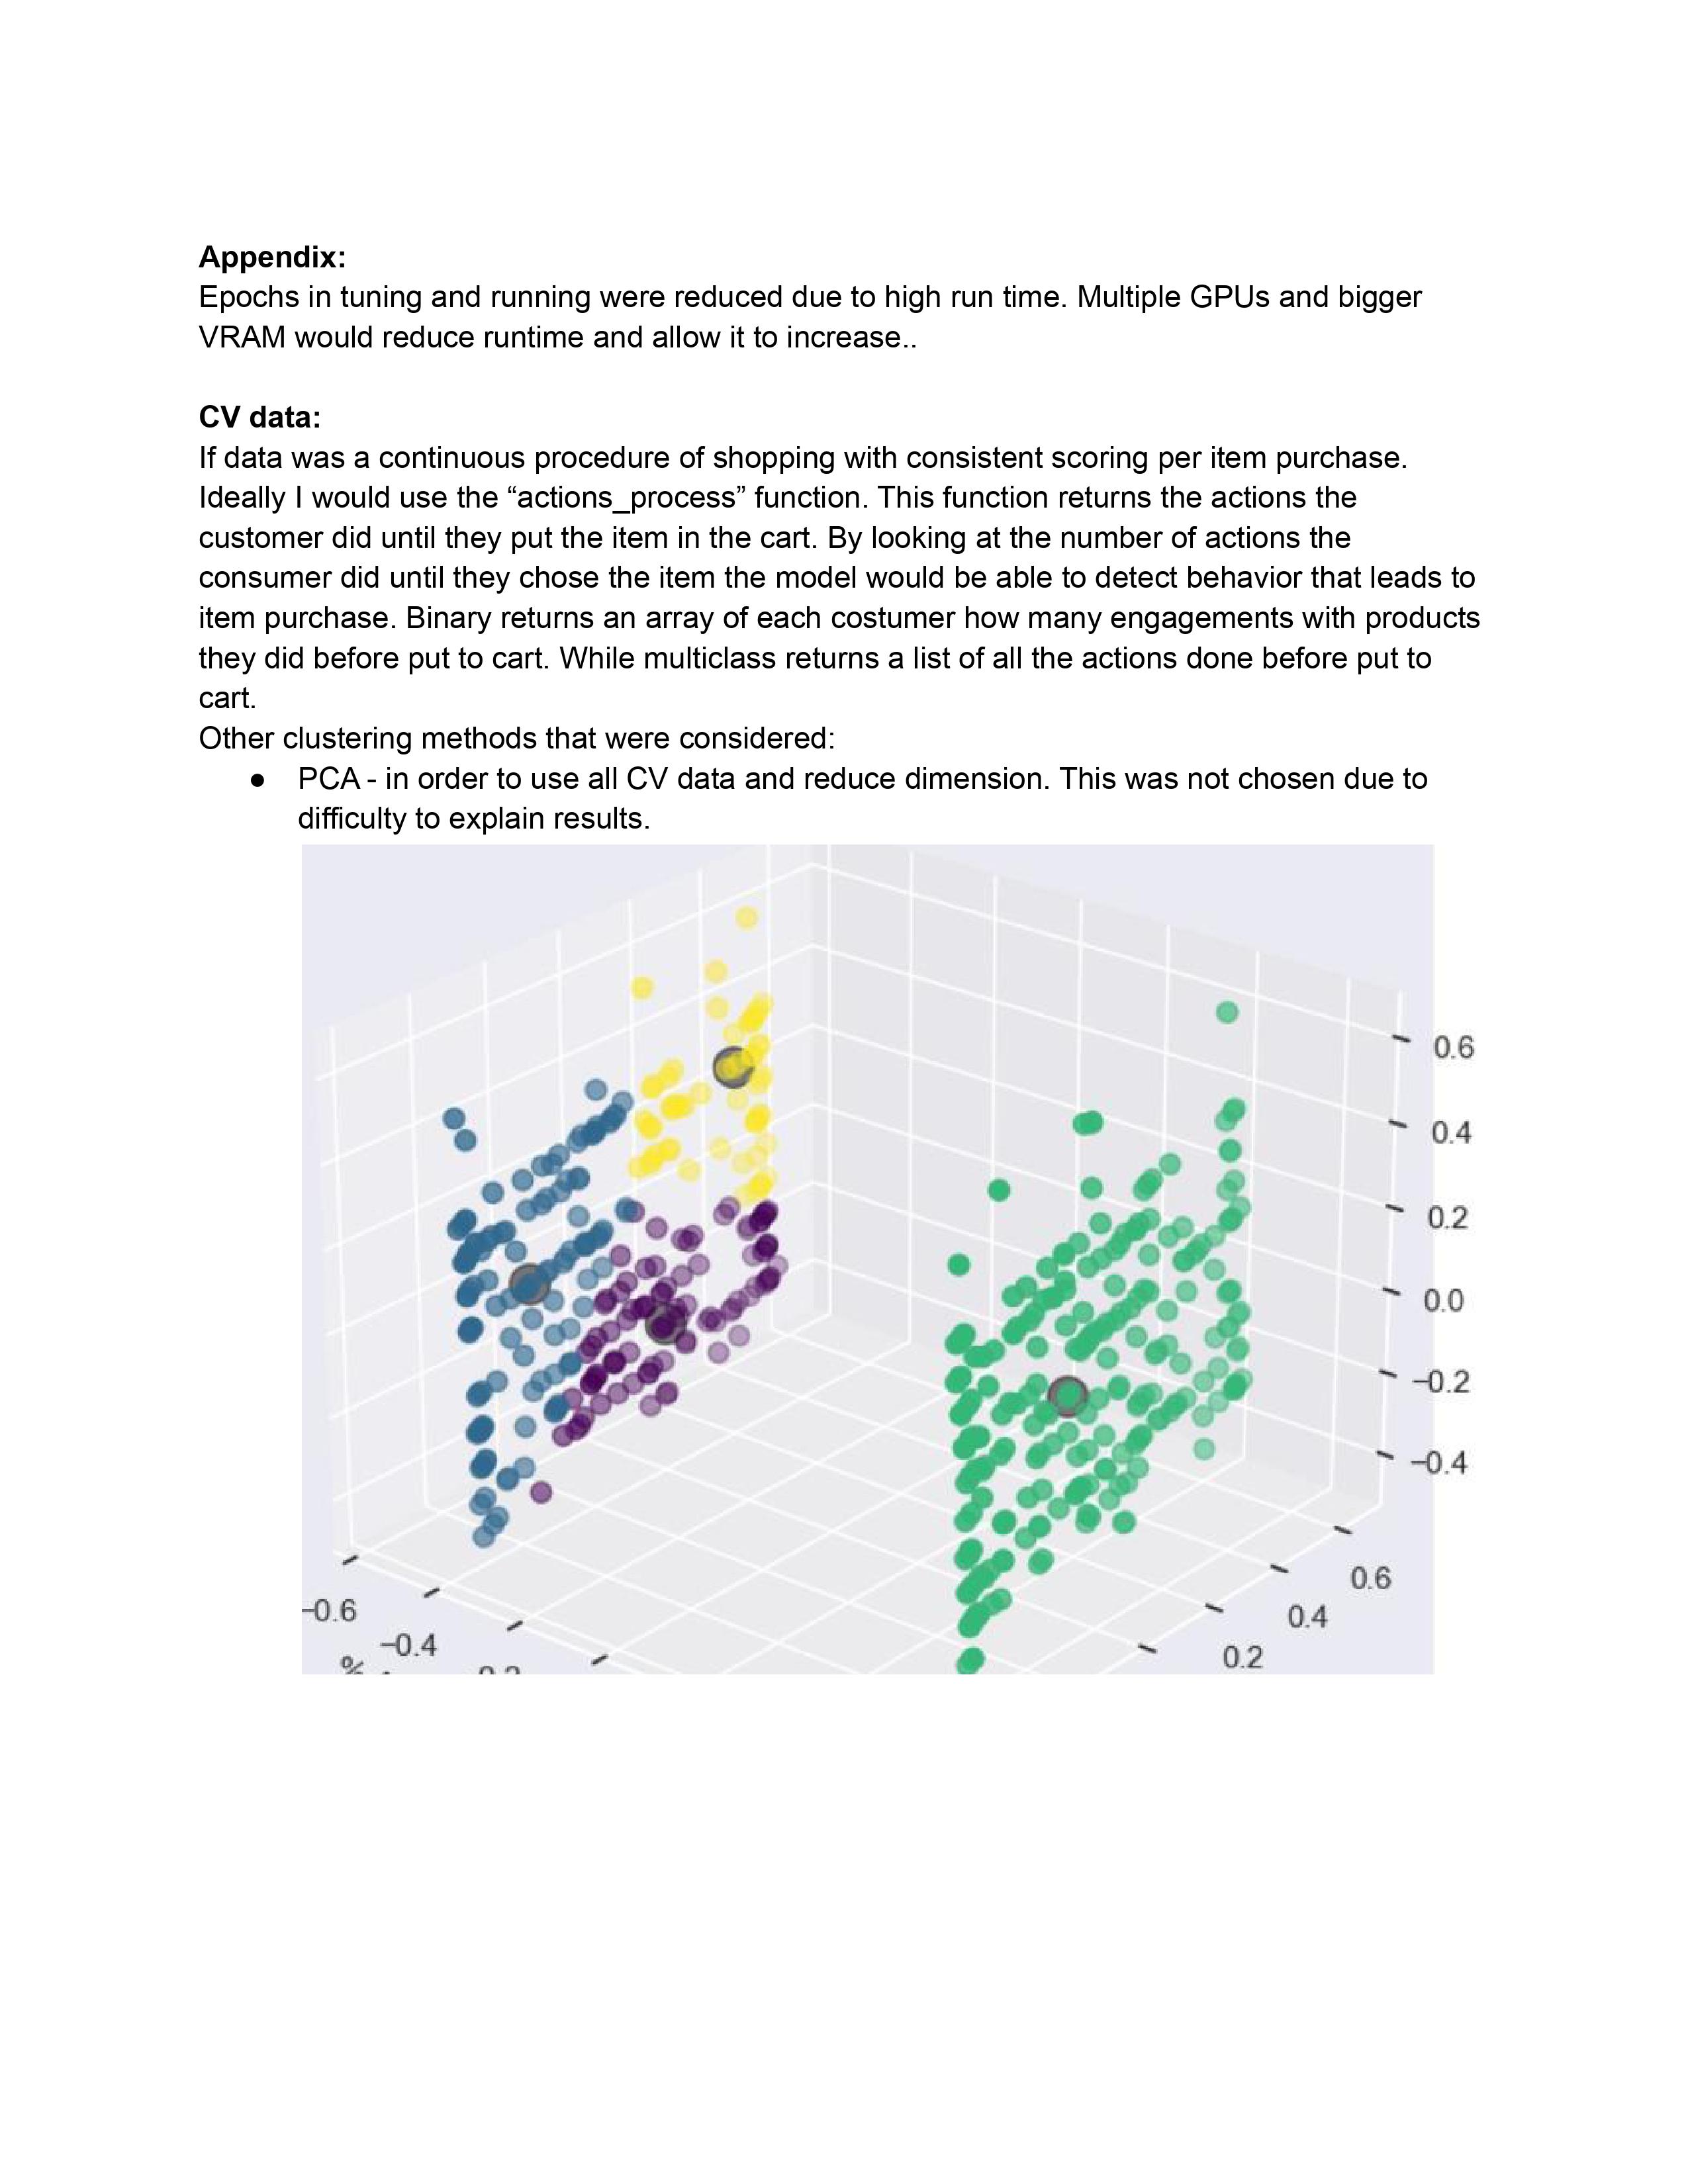 Appendix:
Epochs in tuning and running were reduced due to high run time. Multiple GPUs and bigger
VRAM would reduce runtime and allow it to increase..
CV data:
If data was a continuous procedure of shopping with consistent scoring per item purchase.
Ideally I would use the “actions_process” function. This function returns the actions the
customer did until they put the item in the cart. By looking at the number of actions the
consumer did until they chose the item the model would be able to detect behavior that leads to
item purchase. Binary returns an array of each costumer how many engagements with products
they did before put to cart. While multiclass returns a list of all the actions done before put to
cart.
Other clustering methods that were considered:
● PCA - in order to use all CV data and reduce dimension. This was not chosen due to
difficulty to explain results.
0.6
0.4
0.2
0.0
−0.2
−0.4
0.6
0.4
0.2
−0.6
−0.4